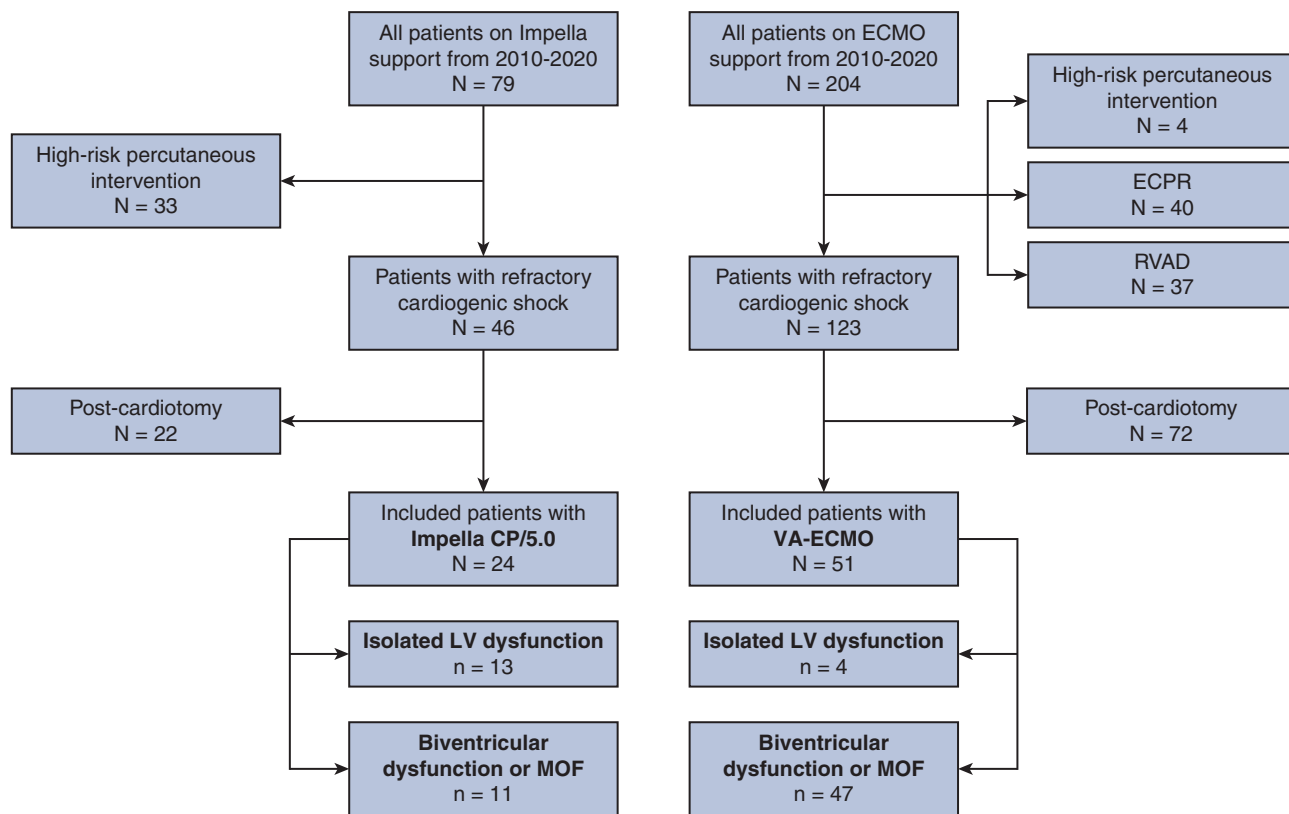 All patients on Impella
support from 2010-2020
N = 79
All patients on ECMO
support from 2010-2020
N = 204
High-risk percutaneous
intervention
N = 4
High-risk percutaneous
intervention
N = 33
ECPR
N = 40
RVAD
N = 37
Patients with refractory
cardiogenic shock
N = 46
Patients with refractory
cardiogenic shock
N = 123
Post-cardiotomy
N = 22
Post-cardiotomy
N = 72
Included patients with
Impella CP/5.0
N = 24
Included patients with
VA-ECMO
N = 51
Isolated LV dysfunction
n = 13
Isolated LV dysfunction
n = 4
Biventricular
dysfunction or MOF
n = 11
Biventricular
dysfunction or MOF
n = 47